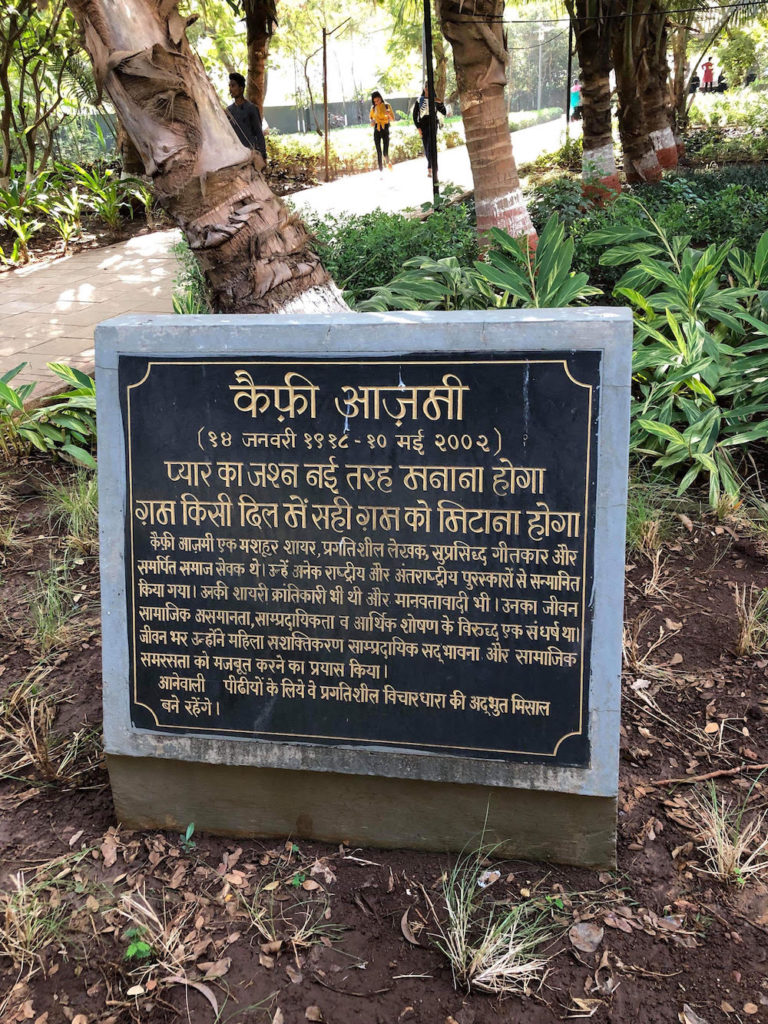 कैफ़ी आज़मी
(१४ जनवरी १९१८ - १० मई २००२)
प्यार का जश्न नई तरह मनाना होगा
ग़म किसी दिल में सही ग़म को मिटाना होगा
कैफ़ी आज़मी एक मशहूर शायर, प्रगतिशील लेखक, सुप्रसिद्ध गीतकार और
समर्पित समाज सेवक थे। उन्हें अनेक राष्ट्रीय और अंतराष्ट्रीय पुरस्कारों से सन्मानित
किया गया। उनकी शायरी क्रांतिकारी भी थी और मानवतावादी भी। उनका जीवन
सामाजिक असमानता, साम्प्रदायिकता व आर्थिक शोषण के विरुद्ध एक संघर्ष था।
जीवन भर उन्होंने महिला सशक्तिकरण साम्प्रदायिक सद्भावना और सामाजिक
समरसता को मजबूत करने का प्रयास किया।
आनेवाली पीढीयों के लिये वे प्रगतिशील विचारधारा की अद्भुत मिसाल
बने रहेंगे।